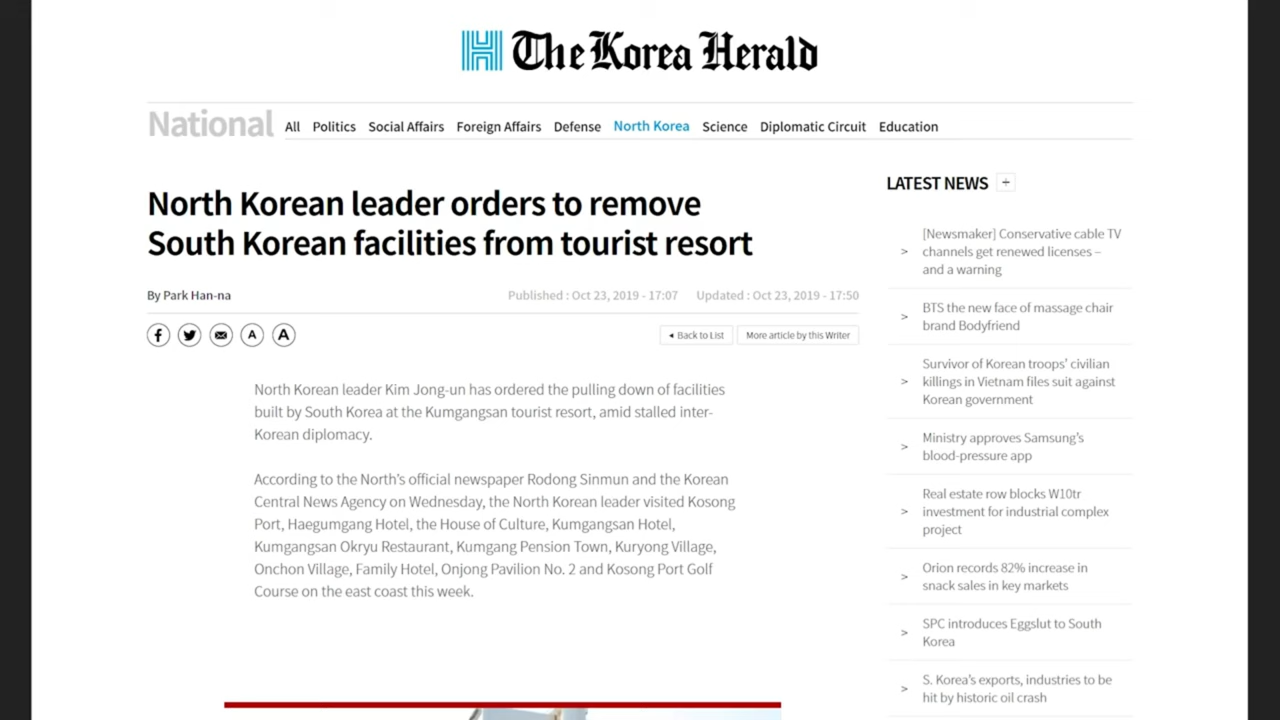 The Korea Herald
National
All Politics Social Affairs Foreign Affairs Defense North Korea Science Diplomatic Circuit Education
North Korean leader orders to remove
South Korean facilities from tourist resort
By Park Han-na
Published : Oct 23, 2019 - 17:07 Updated : Oct 23, 2019 - 17:50
A A
Back to List More article by this Writer
North Korean leader Kim Jong-un has ordered the pulling down of facilities
built by South Korea at the Kumgangsan tourist resort, amid stalled inter-
Korean diplomacy.
According to the North's official newspaper Rodong Sinmun and the Korean
Central News Agency on Wednesday, the North Korean leader visited Kosong
Port, Haegumgang Hotel, the House of Culture, Kumgangsan Hotel,
Kumgangsan Okryu Restaurant, Kumgang Pension Town, Kuryong Village,
Onchon Village, Family Hotel, Onjong Pavilion No. 2 and Kosong Port Golf
Course on the east coast this week.
LATEST NEWS +
> [Newsmaker] Conservative cable TV
channels get renewed licenses –
and a warning
> BTS the new face of massage chair
brand Bodyfriend
> Survivor of Korean troops' civilian
killings in Vietnam files suit against
Korean government
> Ministry approves Samsung's
blood-pressure app
> Real estate row blocks W10tr
investment for industrial complex
project
> Orion records 82% increase in
snack sales in key markets
> SPC introduces Eggslut to South
Korea
> S. Korea's exports, industries to be
hit by historic oil crash